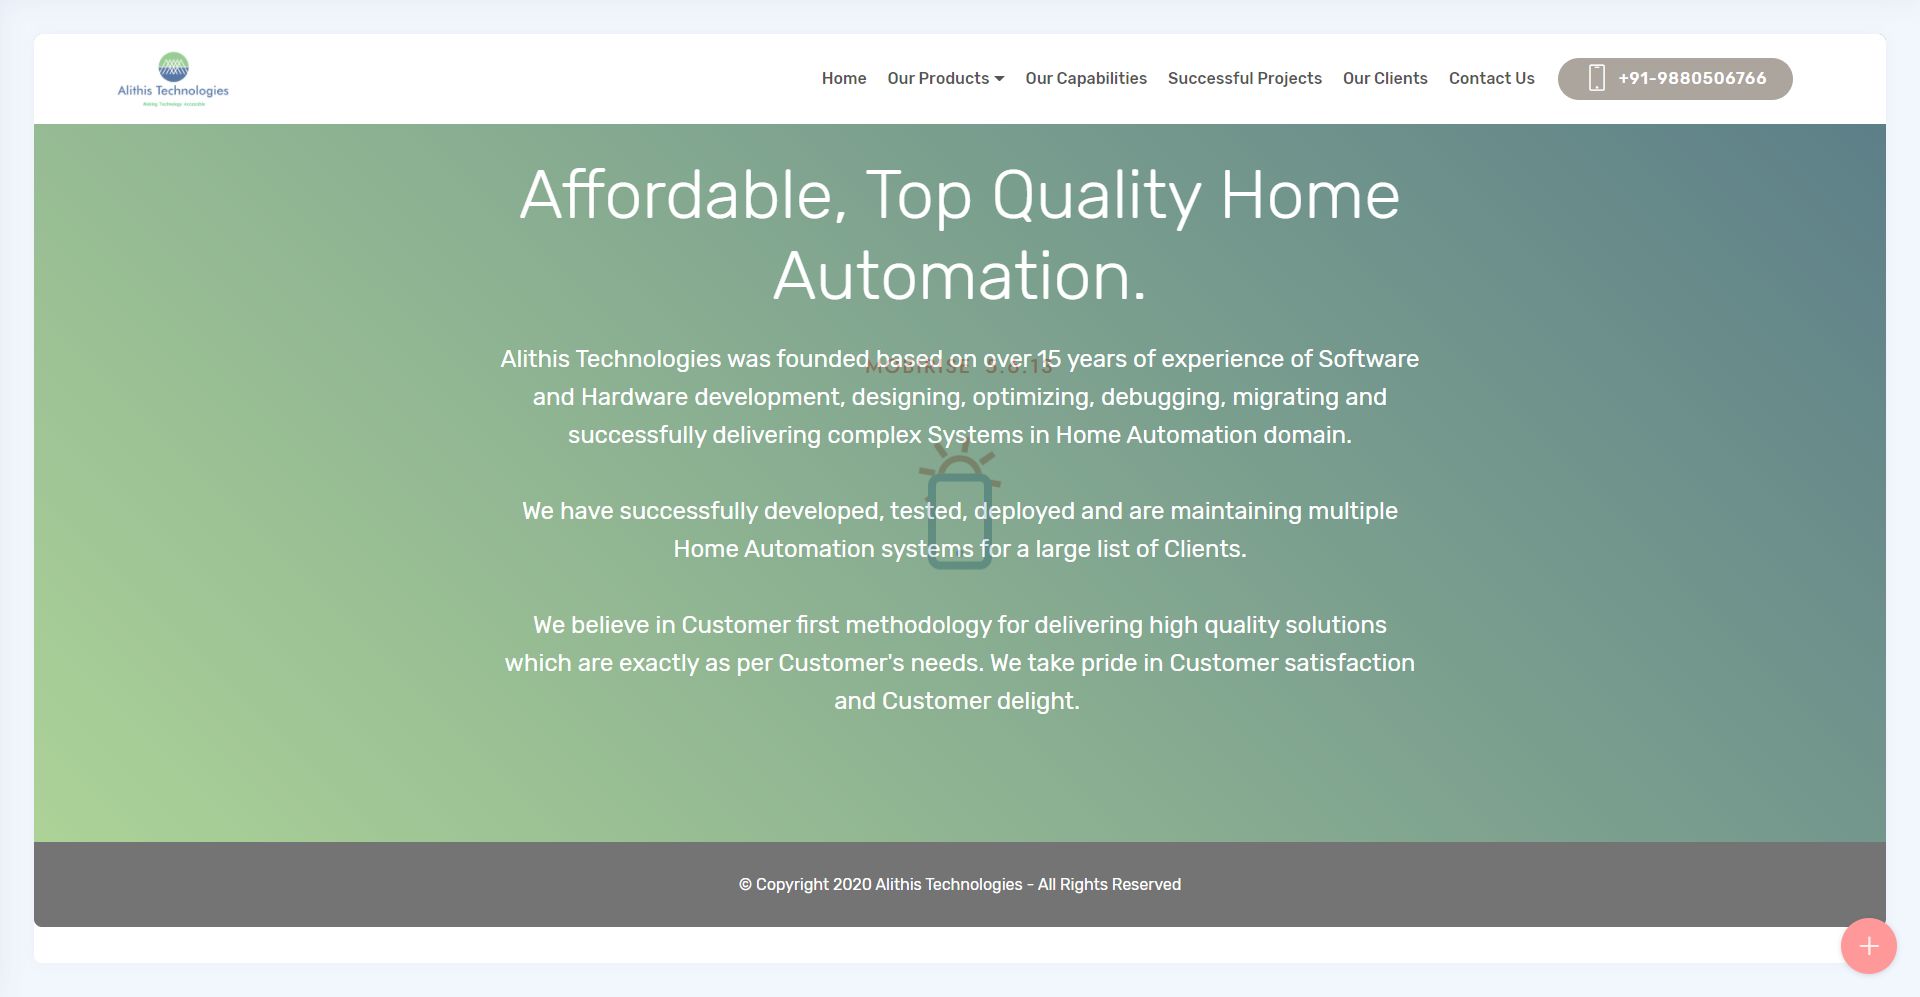 Alithis Technologies
Making Technology Accessible
Home Our Products Our Capabilities Successful Projects Our Clients Contact Us +91-9880506766
Affordable, Top Quality Home
Automation.
Alithis Technologies was founded based on over 15 years of experience of Software
MOBIRISE 5.6.13
and Hardware development, designing, optimizing, debugging, migrating and
successfully delivering complex Systems in Home Automation domain.
We have successfully developed, tested, deployed and are maintaining multiple
Home Automation systems for a large list of Clients.
We believe in Customer first methodology for delivering high quality solutions
which are exactly as per Customer's needs. We take pride in Customer satisfaction
and Customer delight.
© Copyright 2020 Alithis Technologies - All Rights Reserved